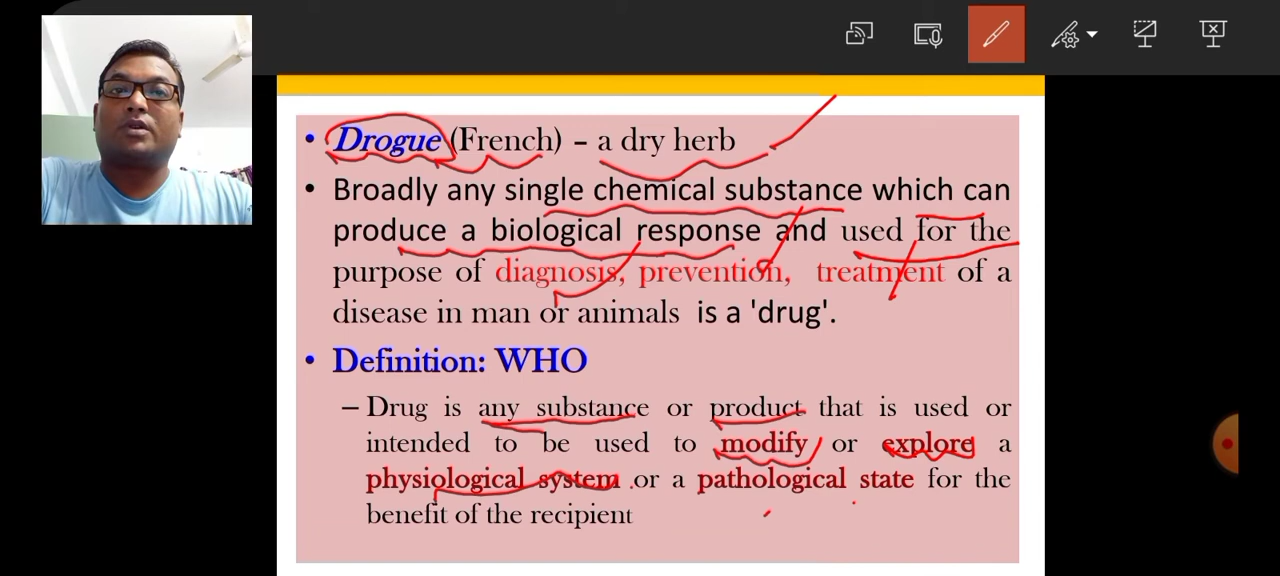 • Drogue (French) – a dry herb
• Broadly any single chemical substance which can
produce a biological response and used for the
purpose of diagnosis, prevention, treatment of a
disease in man or animals is a 'drug'.
• Definition: WHO
– Drug is any substance or product that is used or
intended to be used to modify or explore a
physiological system or a pathological state for the
benefit of the recipient